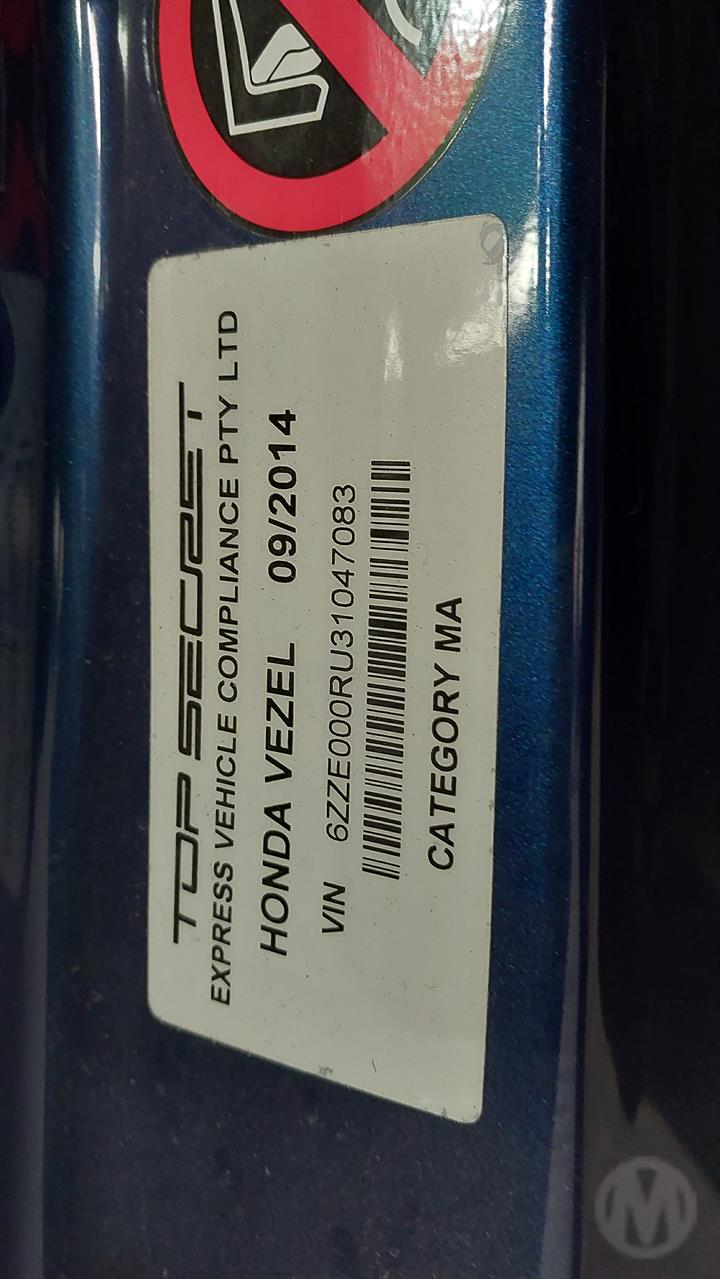 TOP SECRET
EXPRESS VEHICLE COMPLIANCE PTY LTD
HONDA VEZEL 09/2014
VIN 6ZZE000RU31047083
CATEGORY MA
M